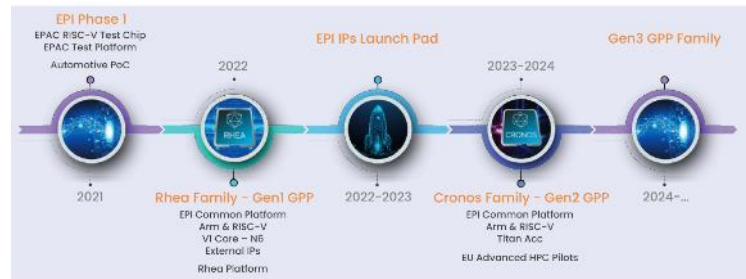 EPI Phase 1
EPAC RISC-V Test Chip
EPAC Test Platform
Automotive PoC
2021
2022
RHEA
Rhea Family - Gen1 GPP
EPI Common Platform
Arm & RISC-V
V1 Core – N6
External IPs
Rhea Platform
EPI IPs Launch Pad
2022-2023
2023-2024
CRONOS
Cronos Family - Gen2 GPP
EPI Common Platform
Arm & RISC-V
Titan Acc
EU Advanced HPC Pilots
Gen3 GPP Family
2024-...